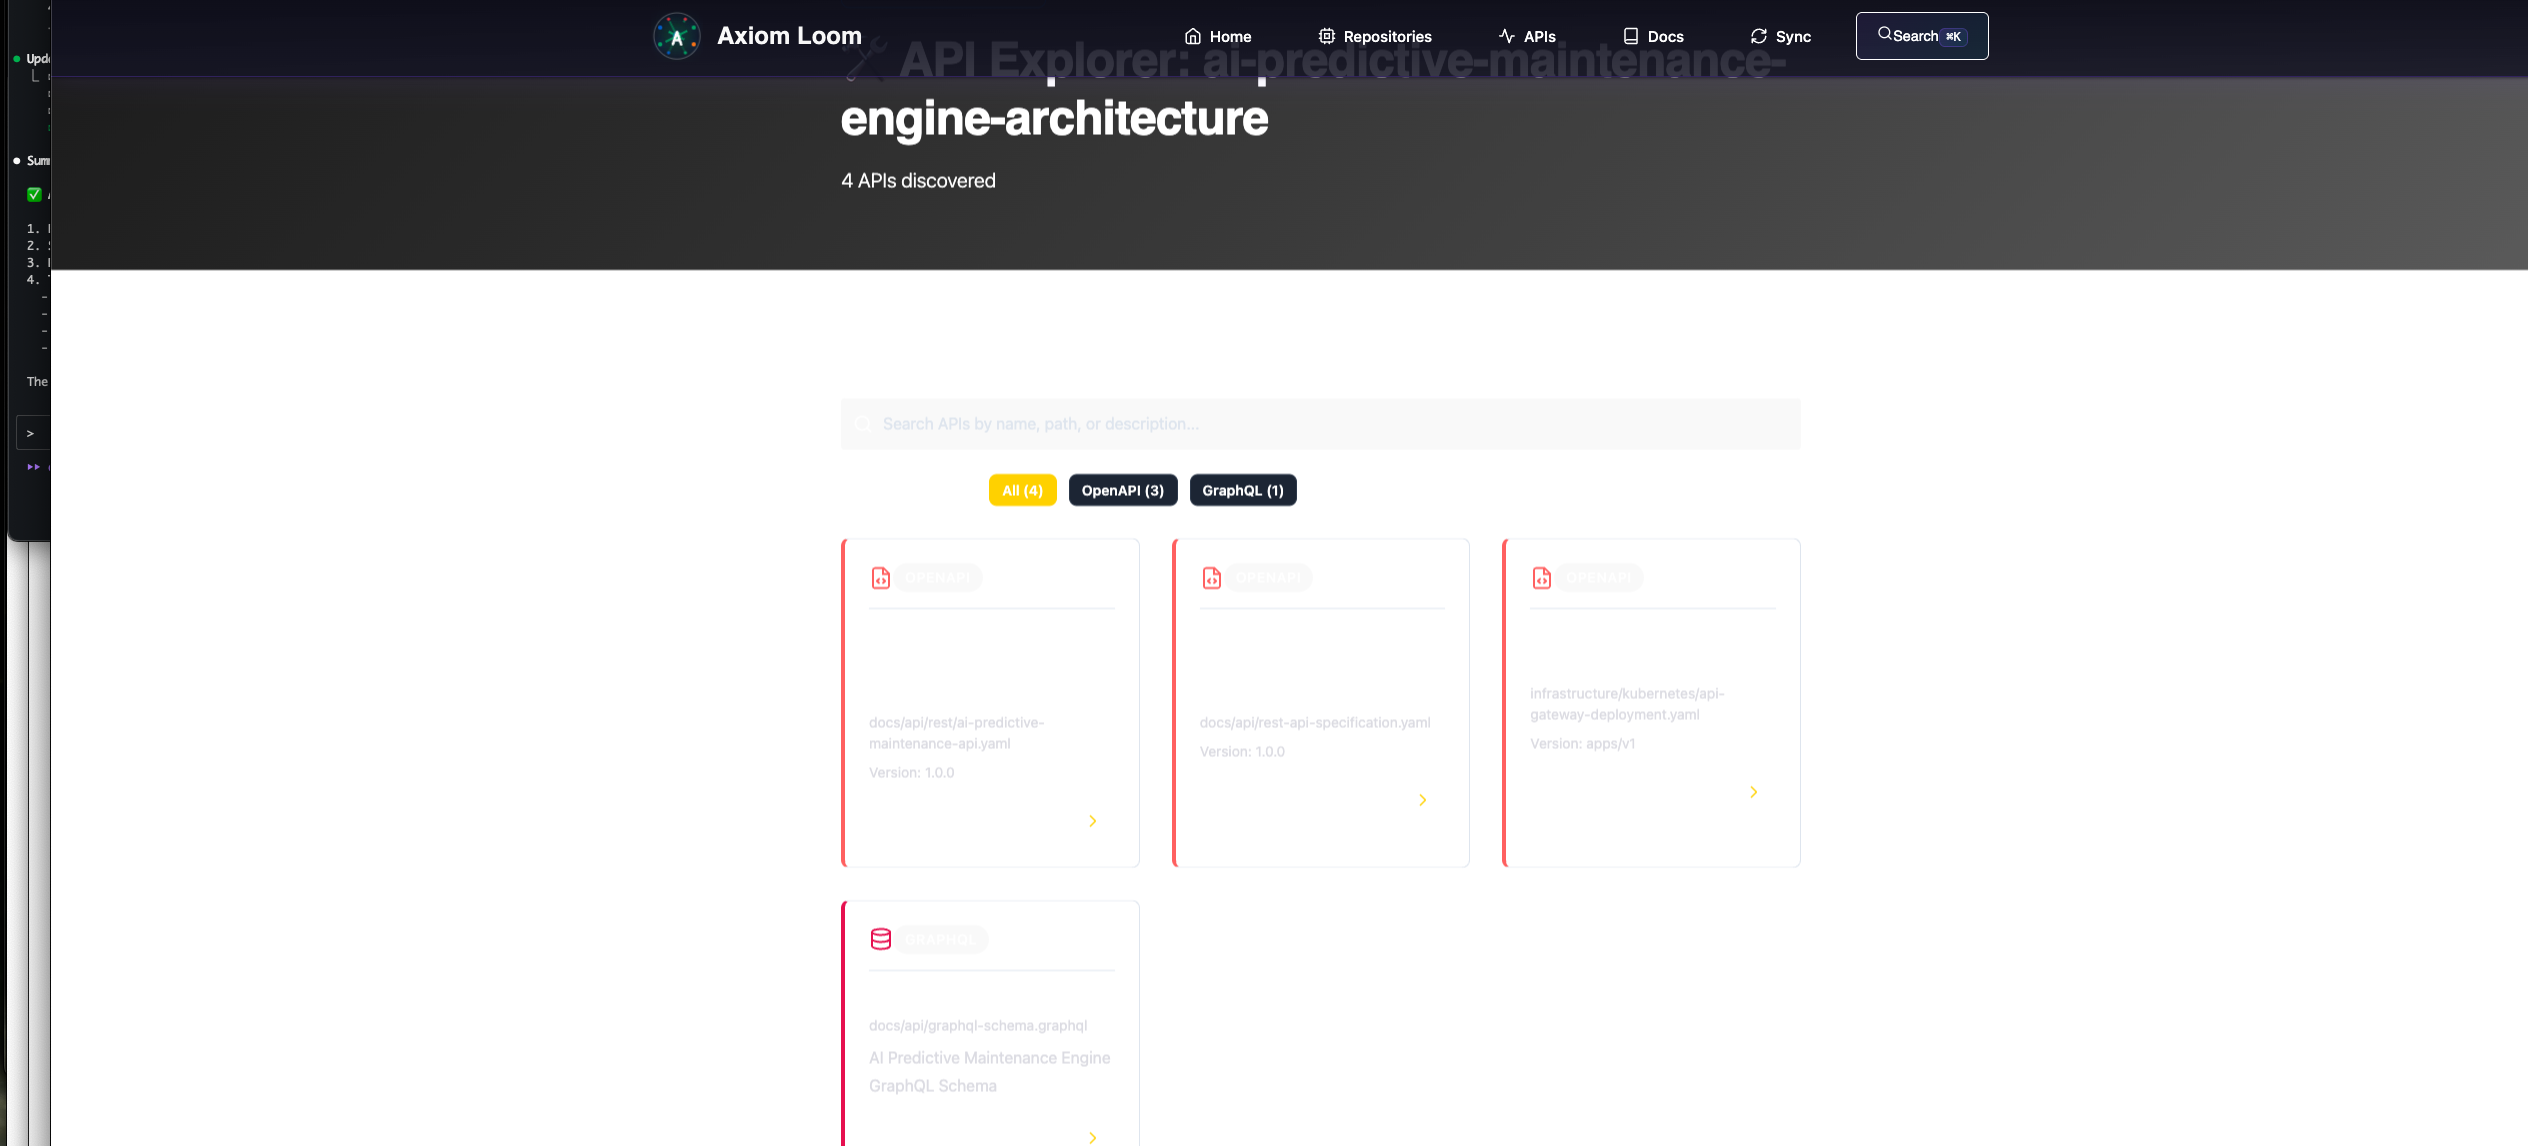 Axiom Loom
Home
Repositories
APIs
Docs
Sync
Search ⌘K
API Explorer: ai-predictive-maintenance-
engine-architecture
4 APIs discovered
Search APIs by name, path, or description...
All (4)
OpenAPI (3)
GraphQL (1)
OPENAPI
docs/api/rest/ai-predictive-
maintenance-api.yaml
Version: 1.0.0
OPENAPI
docs/api/rest-api-specification.yaml
Version: 1.0.0
OPENAPI
infrastructure/kubernetes/api-
gateway-deployment.yaml
Version: apps/v1
GRAPHQL
docs/api/graphql-schema.graphql
AI Predictive Maintenance Engine
GraphQL Schema
1.
2.
3.
4.
The
>